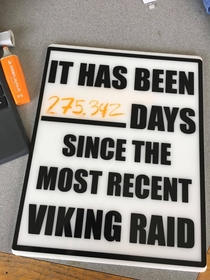 IT HAS BEEN
275,342 DAYS
SINCE THE
MOST RECENT
VIKING RAID